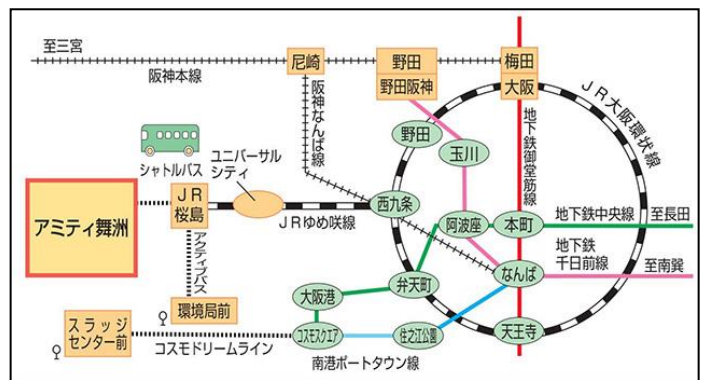 至三宮
阪神本線
尼崎
野田
野田阪神
梅田
大阪
JR大阪環状線
阪神なんば線
地下鉄御堂筋線
野田
玉川
シャトルバス
ユニバーサル
シティ
アミティ舞洲
JR
桜島
JRゆめ咲線
西九条
阿波座
本町
地下鉄中央線
至長田
地下鉄
千日前線
至南巽
なんば
アクティブバス
弁天町
大阪港
環境局前
スラッジ
センター前
コスモドリームライン
コスモスクエア
住之江公園
天王寺
南港ポートタウン線